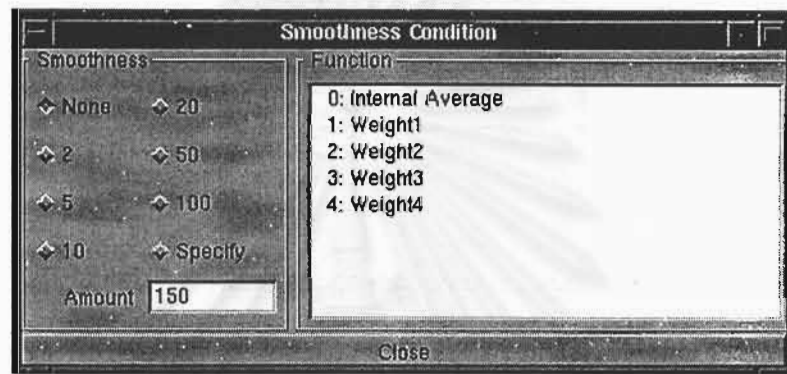 Smoothness Condition
Smoothness
None 20
2 50
5 100
10 Specify
Amount 150
Function
0: Internal Average
1: Weight1
2: Weight2
3: Weight3
4: Weight4
Close